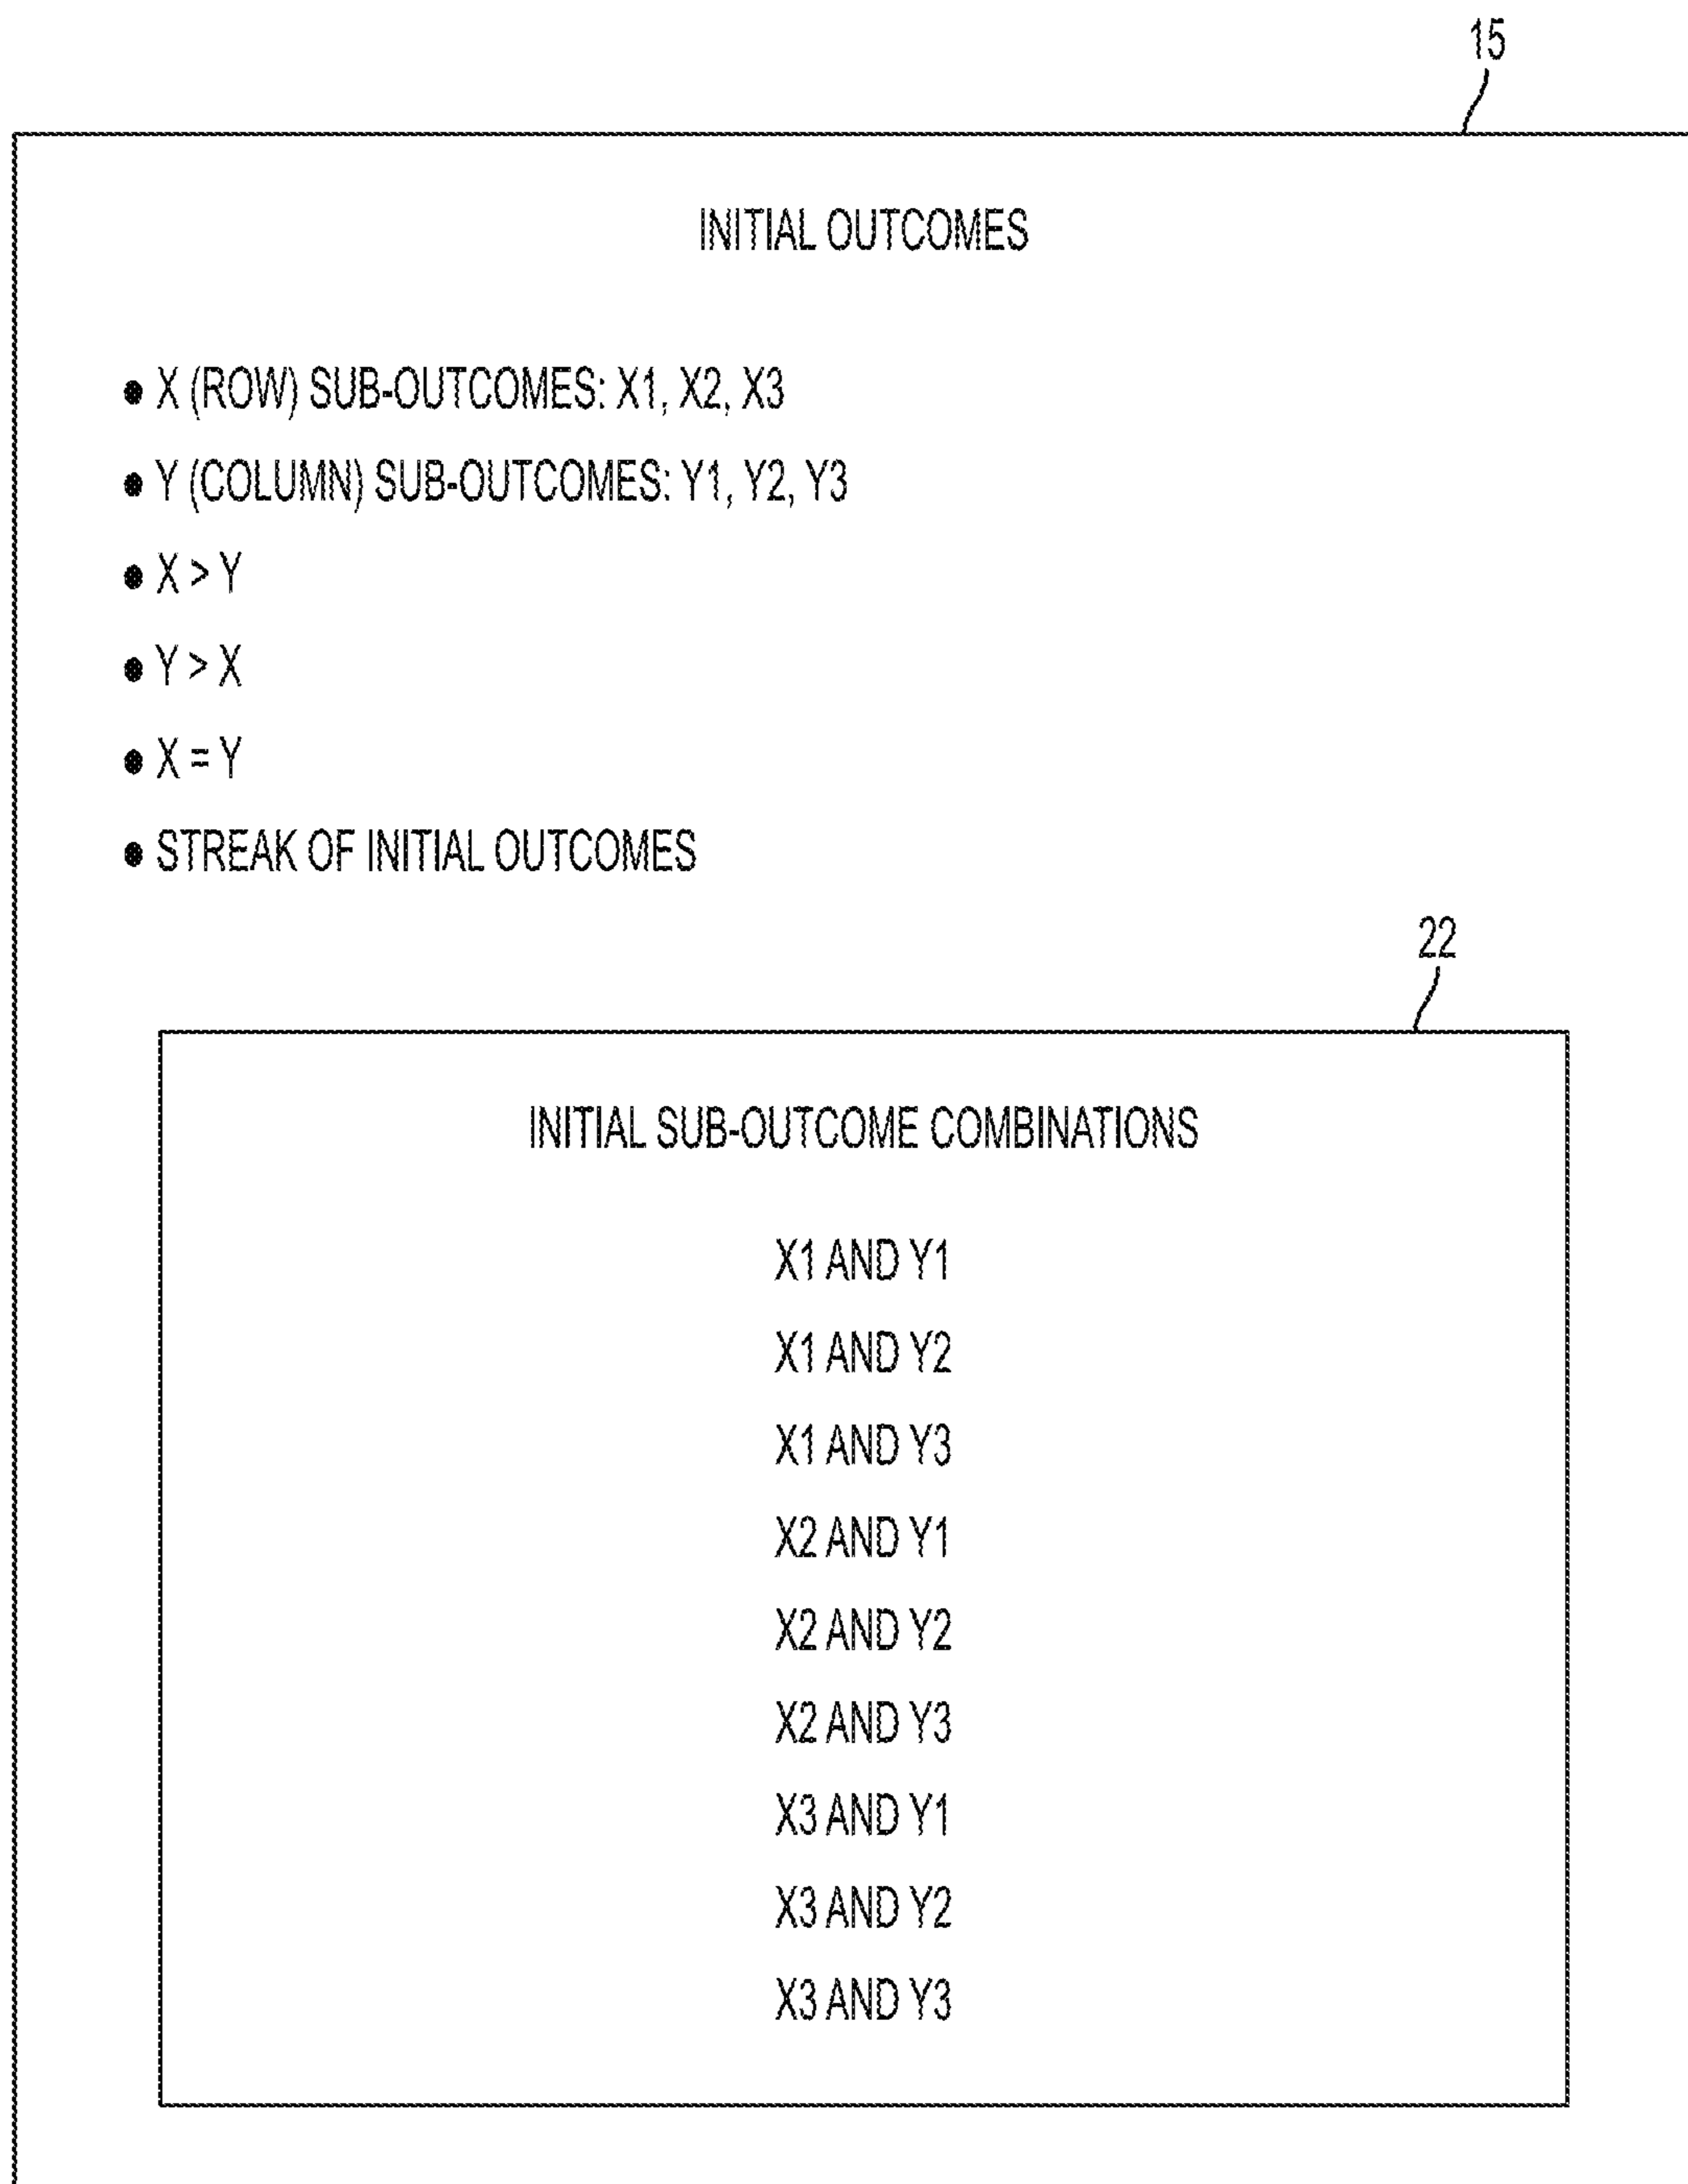 15
INITIAL OUTCOMES
● X (ROW) SUB-OUTCOMES: X1, X2, X3
● Y (COLUMN) SUB-OUTCOMES: Y1, Y2, Y3
● X > Y
● Y > X
● X = Y
● STREAK OF INITIAL OUTCOMES
22
INITIAL SUB-OUTCOME COMBINATIONS
X1 AND Y1
X1 AND Y2
X1 AND Y3
X2 AND Y1
X2 AND Y2
X2 AND Y3
X3 AND Y1
X3 AND Y2
X3 AND Y3